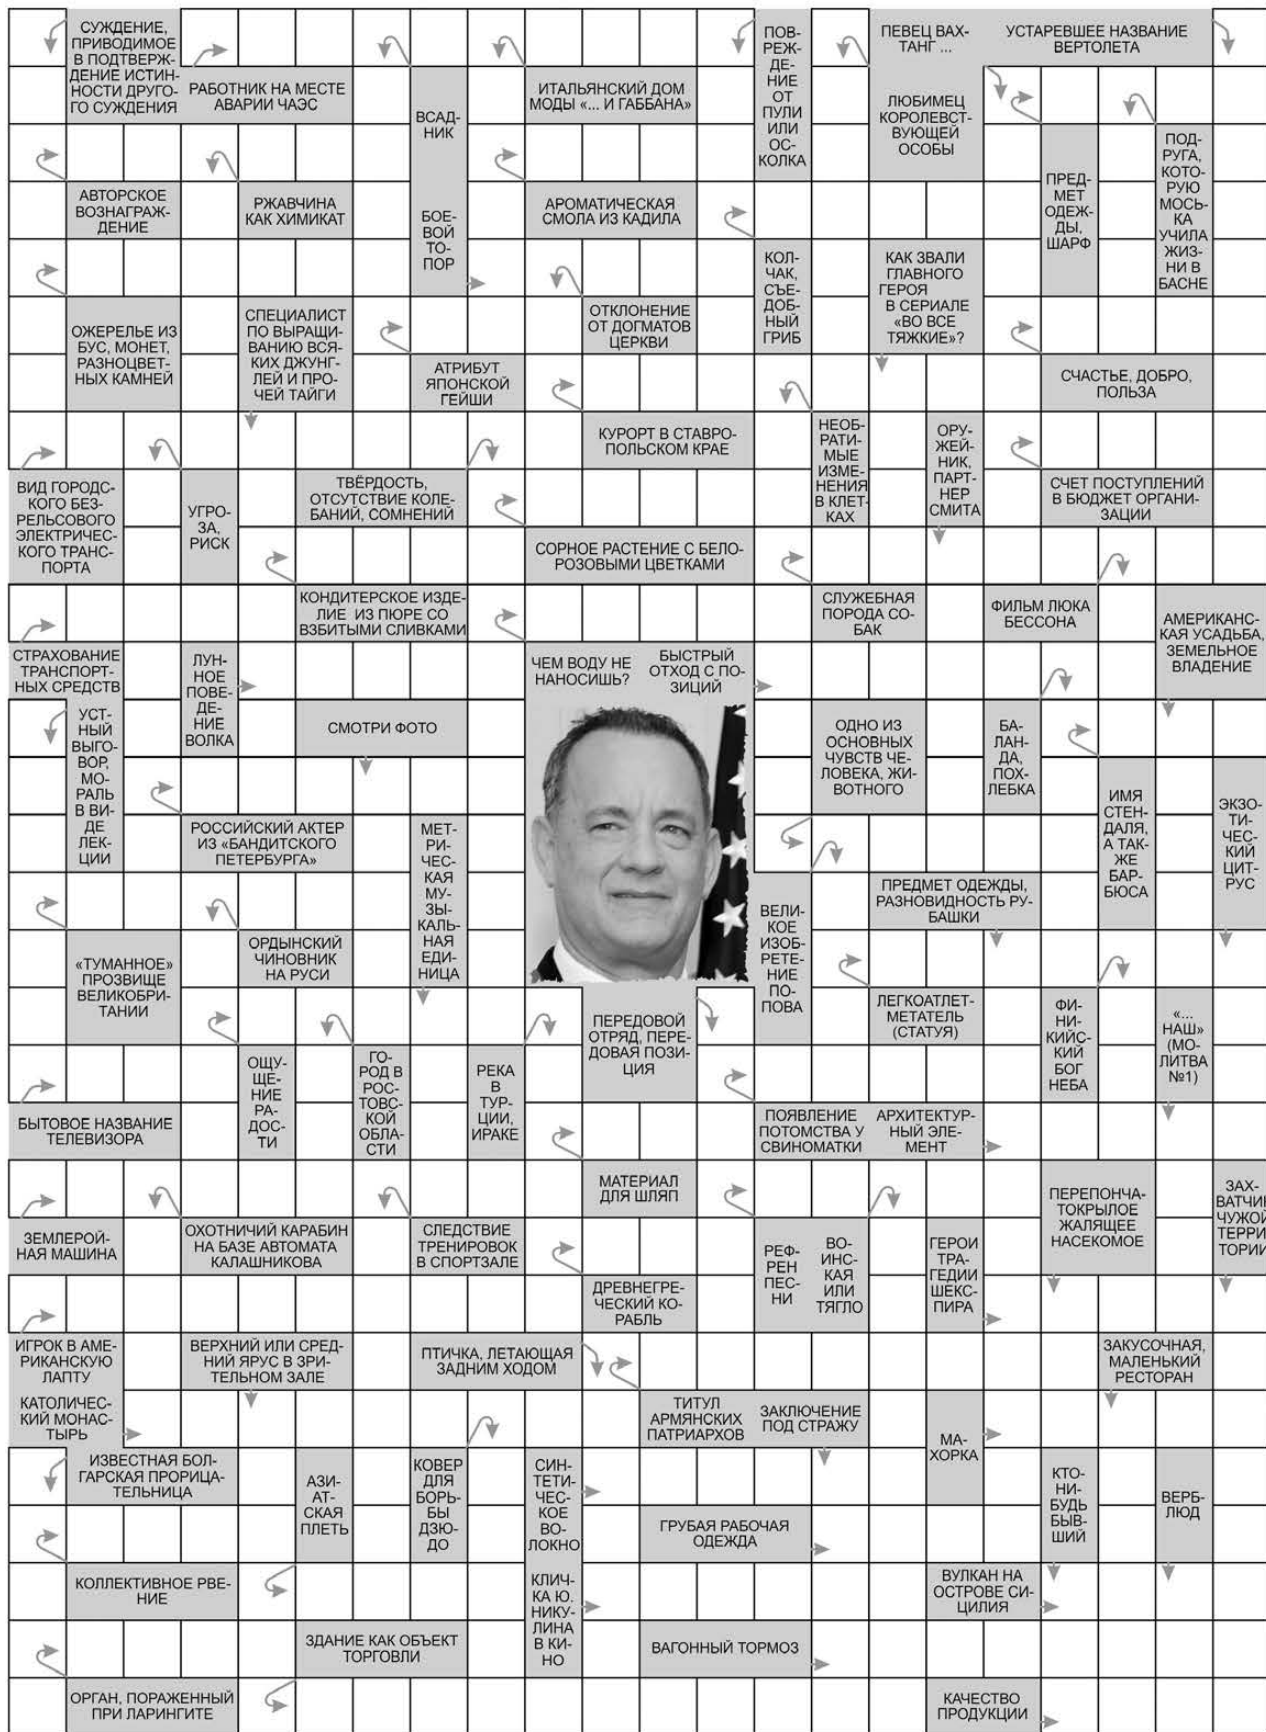 СУЖДЕНИЕ,
ПРИВОДИМОЕ
В ПОДТВЕР-
ЖДЕНИЕ ИСТИН-
НОСТИ ДРУГО-
ГО СУЖДЕНИЯ
РАБОТНИК НА МЕСТЕ
АВАРИИ ЧАЭС
ВСАД-
НИК
БОЕ-
ВОЙ
ТО-
ПОР
ИТАЛЬЯНСКИЙ ДОМ
МОДЫ «... И ГАББАНА»
ПОВ-
РЕЖ-
ДЕ-
НИЕ
ОТ
ПУЛИ
ИЛИ
ОС-
КОЛКА
ПЕВЕЦ ВАХ-
ТАНГ ...
УСТАРЕВШЕЕ НАЗВАНИЕ
ВЕРТОЛЕТА
ЛЮБИМЕЦ
КОРОЛЕВСТ-
ВУЮЩЕЙ
ОСОБЫ
ПРЕД-
МЕТ
ОДЕЖ-
ДЫ,
ШАРФ
ПОД-
РУГА,
КОТО-
РУЮ
МОСЬ-
КА
УЧИЛА
ЖИЗ-
НИ В
БАСНЕ
АВТОРСКОЕ
ВОЗНАГРАЖ-
ДЕНИЕ
РЖАВЧИНА
КАК ХИМИКАТ
АРОМАТИЧЕСКАЯ
СМОЛА ИЗ КАДИЛА
КОЛ-
ЧАК,
СЪЕ-
ДОБ-
НЫЙ
ГРИБ
КАК ЗВАЛИ
ГЛАВНОГО
ГЕРОЯ
В СЕРИАЛЕ
«ВО ВСЕ
ТЯЖКИЕ»?
ОЖЕРЕЛЬЕ ИЗ
БУС, МОНЕТ,
РАЗНОЦВЕТ-
НЫХ КАМНЕЙ
СПЕЦИАЛИСТ
ПО ВЫРАЩИ-
ВАНИЮ ВСЯ-
КИХ ДЖУНГ-
ЛЕЙ И ПРО-
ЧЕЙ ТАЙГИ
ОТКЛОНЕНИЕ
ОТ ДОГМАТОВ
ЦЕРКВИ
АТРИБУТ
ЯПОНСКОЙ
ГЕЙШИ
СЧАСТЬЕ, ДОБРО,
ПОЛЬЗА
КУРОРТ В СТАВРО-
ПОЛЬСКОМ КРАЕ
НЕОБ-
РАТИ-
МЫЕ
ИЗМЕ-
НЕНИЯ
В КЛЕТ-
КАХ
ОРУ-
ЖЕЙ-
НИК,
ПАРТ-
НЕР
СМИТА
ВИД ГОРОДС-
КОГО БЕЗ-
РЕЛЬСОВОГО
ЭЛЕКТРИЧЕС-
КОГО ТРАНС-
ПОРТА
УГРО-
ЗА,
РИСК
ТВЁРДОСТЬ,
ОТСУТСТВИЕ КОЛЕ-
БАНИЙ, СОМНЕНИЙ
СЧЕТ ПОСТУПЛЕНИЙ
В БЮДЖЕТ ОРГАНИ-
ЗАЦИИ
СОРНОЕ РАСТЕНИЕ С БЕЛО-
РОЗОВЫМИ ЦВЕТКАМИ
КОНДИТЕРСКОЕ ИЗДЕ-
ЛИЕ ИЗ ПЮРЕ СО
ВЗБИТЫМИ СЛИВКАМИ
СЛУЖЕБНАЯ
ПОРОДА СО-
БАК
ФИЛЬМ ЛЮКА
БЕССОНА
АМЕРИКАНС-
КАЯ УСАДЬБА,
ЗЕМЕЛЬНОЕ
ВЛАДЕНИЕ
СТРАХОВАНИЕ
ТРАНСПОРТ-
НЫХ СРЕДСТВ
ЛУН-
НОЕ
ПОВЕ-
ДЕ-
НИЕ
ВОЛКА
ЧЕМ ВОДУ НЕ
НАНОСИШЬ?
БЫСТРЫЙ
ОТХОД С ПО-
ЗИЦИЙ
УСТ-
НЫЙ
ВЫГО-
ВОР,
МО-
РАЛЬ
В ВИ-
ДЕ
ЛЕК-
ЦИИ
СМОТРИ ФОТО
ОДНО ИЗ
ОСНОВНЫХ
ЧУВСТВ ЧЕ-
ЛОВЕКА, ЖИ-
ВОТНОГО
БА-
ЛАН-
ДА,
ПОХ-
ЛЕБКА
ИМЯ
СТЕН-
ДАЛЯ,
А ТАК-
ЖЕ
БАР-
БЮСА
ЭКЗО-
ТИ-
ЧЕС-
КИЙ
ЦИТ-
РУС
РОССИЙСКИЙ АКТЕР
ИЗ «БАНДИТСКОГО
ПЕТЕРБУРГА»
МЕТ-
РИ-
ЧЕС-
КАЯ
МУ-
ЗЫ-
КАЛЬ-
НАЯ
ЕДИ-
НИЦА
ВЕЛИ-
КОЕ
ИЗОБ-
РЕТЕ-
НИЕ
ПО-
ПОВА
ПРЕДМЕТ ОДЕЖДЫ,
РАЗНОВИДНОСТЬ РУ-
БАШКИ
«ТУМАННОЕ»
ПРОЗВИЩЕ
ВЕЛИКОБРИ-
ТАНИИ
ОРДЫНСКИЙ
ЧИНОВНИК
НА РУСИ
ПЕРЕДОВОЙ
ОТРЯД, ПЕРЕ-
ДОВАЯ ПОЗИ-
ЦИЯ
ЛЕГКОАТЛЕТ-
МЕТАТЕЛЬ
(СТАТУЯ)
ФИ-
НИ-
КИЙС-
КИЙ
БОГ
НЕБА
«...
НАШ»
(МО-
ЛИТВА
№1)
ОЩУ-
ЩЕ-
НИЕ
РА-
ДОС-
ТИ
ГО-
РОД В
РОС-
ТОВС-
КОЙ
ОБЛА-
СТИ
РЕКА
В
ТУР-
ЦИИ,
ИРАКЕ
БЫТОВОЕ НАЗВАНИЕ
ТЕЛЕВИЗОРА
ПОЯВЛЕНИЕ
ПОТОМСТВА У
СВИНОМАТКИ
АРХИТЕКТУР-
НЫЙ ЭЛЕ-
МЕНТ
МАТЕРИАЛ
ДЛЯ ШЛЯП
ПЕРЕПОНЧА-
ТОКРЫЛОЕ
ЖАЛЯЩЕЕ
НАСЕКОМОЕ
ЗАХ-
ВАТЧИК
ЧУЖОЙ
ТЕРРИ-
ТОРИИ
ЗЕМЛЕРОЙ-
НАЯ МАШИНА
ОХОТНИЧИЙ КАРАБИН
НА БАЗЕ АВТОМАТА
КАЛАШНИКОВА
СЛЕДСТВИЕ
ТРЕНИРОВОК
В СПОРТЗАЛЕ
РЕФ-
РЕН
ПЕС-
НИ
ВО-
ИНС-
КАЯ
ИЛИ
ТЯГЛО
ГЕРОИ
ТРА-
ГЕДИИ
ШЕКС-
ПИРА
ДРЕВНЕГРЕ-
ЧЕСКИЙ КО-
РАБЛЬ
ИГРОК В АМЕ-
РИКАНСКУЮ
ЛАПТУ
КАТОЛИЧЕС-
КИЙ МОНАС-
ТЫРЬ
ВЕРХНИЙ ИЛИ СРЕД-
НИЙ ЯРУС В ЗРИ-
ТЕЛЬНОМ ЗАЛЕ
ПТИЧКА, ЛЕТАЮЩАЯ
ЗАДНИМ ХОДОМ
ЗАКУСОЧНАЯ,
МАЛЕНЬКИЙ
РЕСТОРАН
ТИТУЛ
АРМЯНСКИХ
ПАТРИАРХОВ
ЗАКЛЮЧЕНИЕ
ПОД СТРАЖУ
МА-
ХОРКА
ИЗВЕСТНАЯ БОЛ-
ГАРСКАЯ ПРОРИЦА-
ТЕЛЬНИЦА
АЗИ-
АТ-
СКАЯ
ПЛЕТЬ
КОВЕР
ДЛЯ
БОРЬ-
БЫ
ДЗЮ-
ДО
СИН-
ТЕТИ-
ЧЕС-
КОЕ
ВО-
ЛОКНО
КТО-
НИ-
БУДЬ
БЫВ-
ШИЙ
ВЕРБ-
ЛЮД
ГРУБАЯ РАБОЧАЯ
ОДЕЖДА
КОЛЛЕКТИВНОЕ РВЕ-
НИЕ
КЛИЧ-
КА Ю.
НИКУ-
ЛИНА
В КИ-
НО
ВУЛКАН НА
ОСТРОВЕ СИ-
ЦИЛИЯ
ЗДАНИЕ КАК ОБЪЕКТ
ТОРГОВЛИ
ВАГОННЫЙ ТОРМОЗ
ОРГАН, ПОРАЖЕННЫЙ
ПРИ ЛАРИНГИТЕ
КАЧЕСТВО
ПРОДУКЦИИ